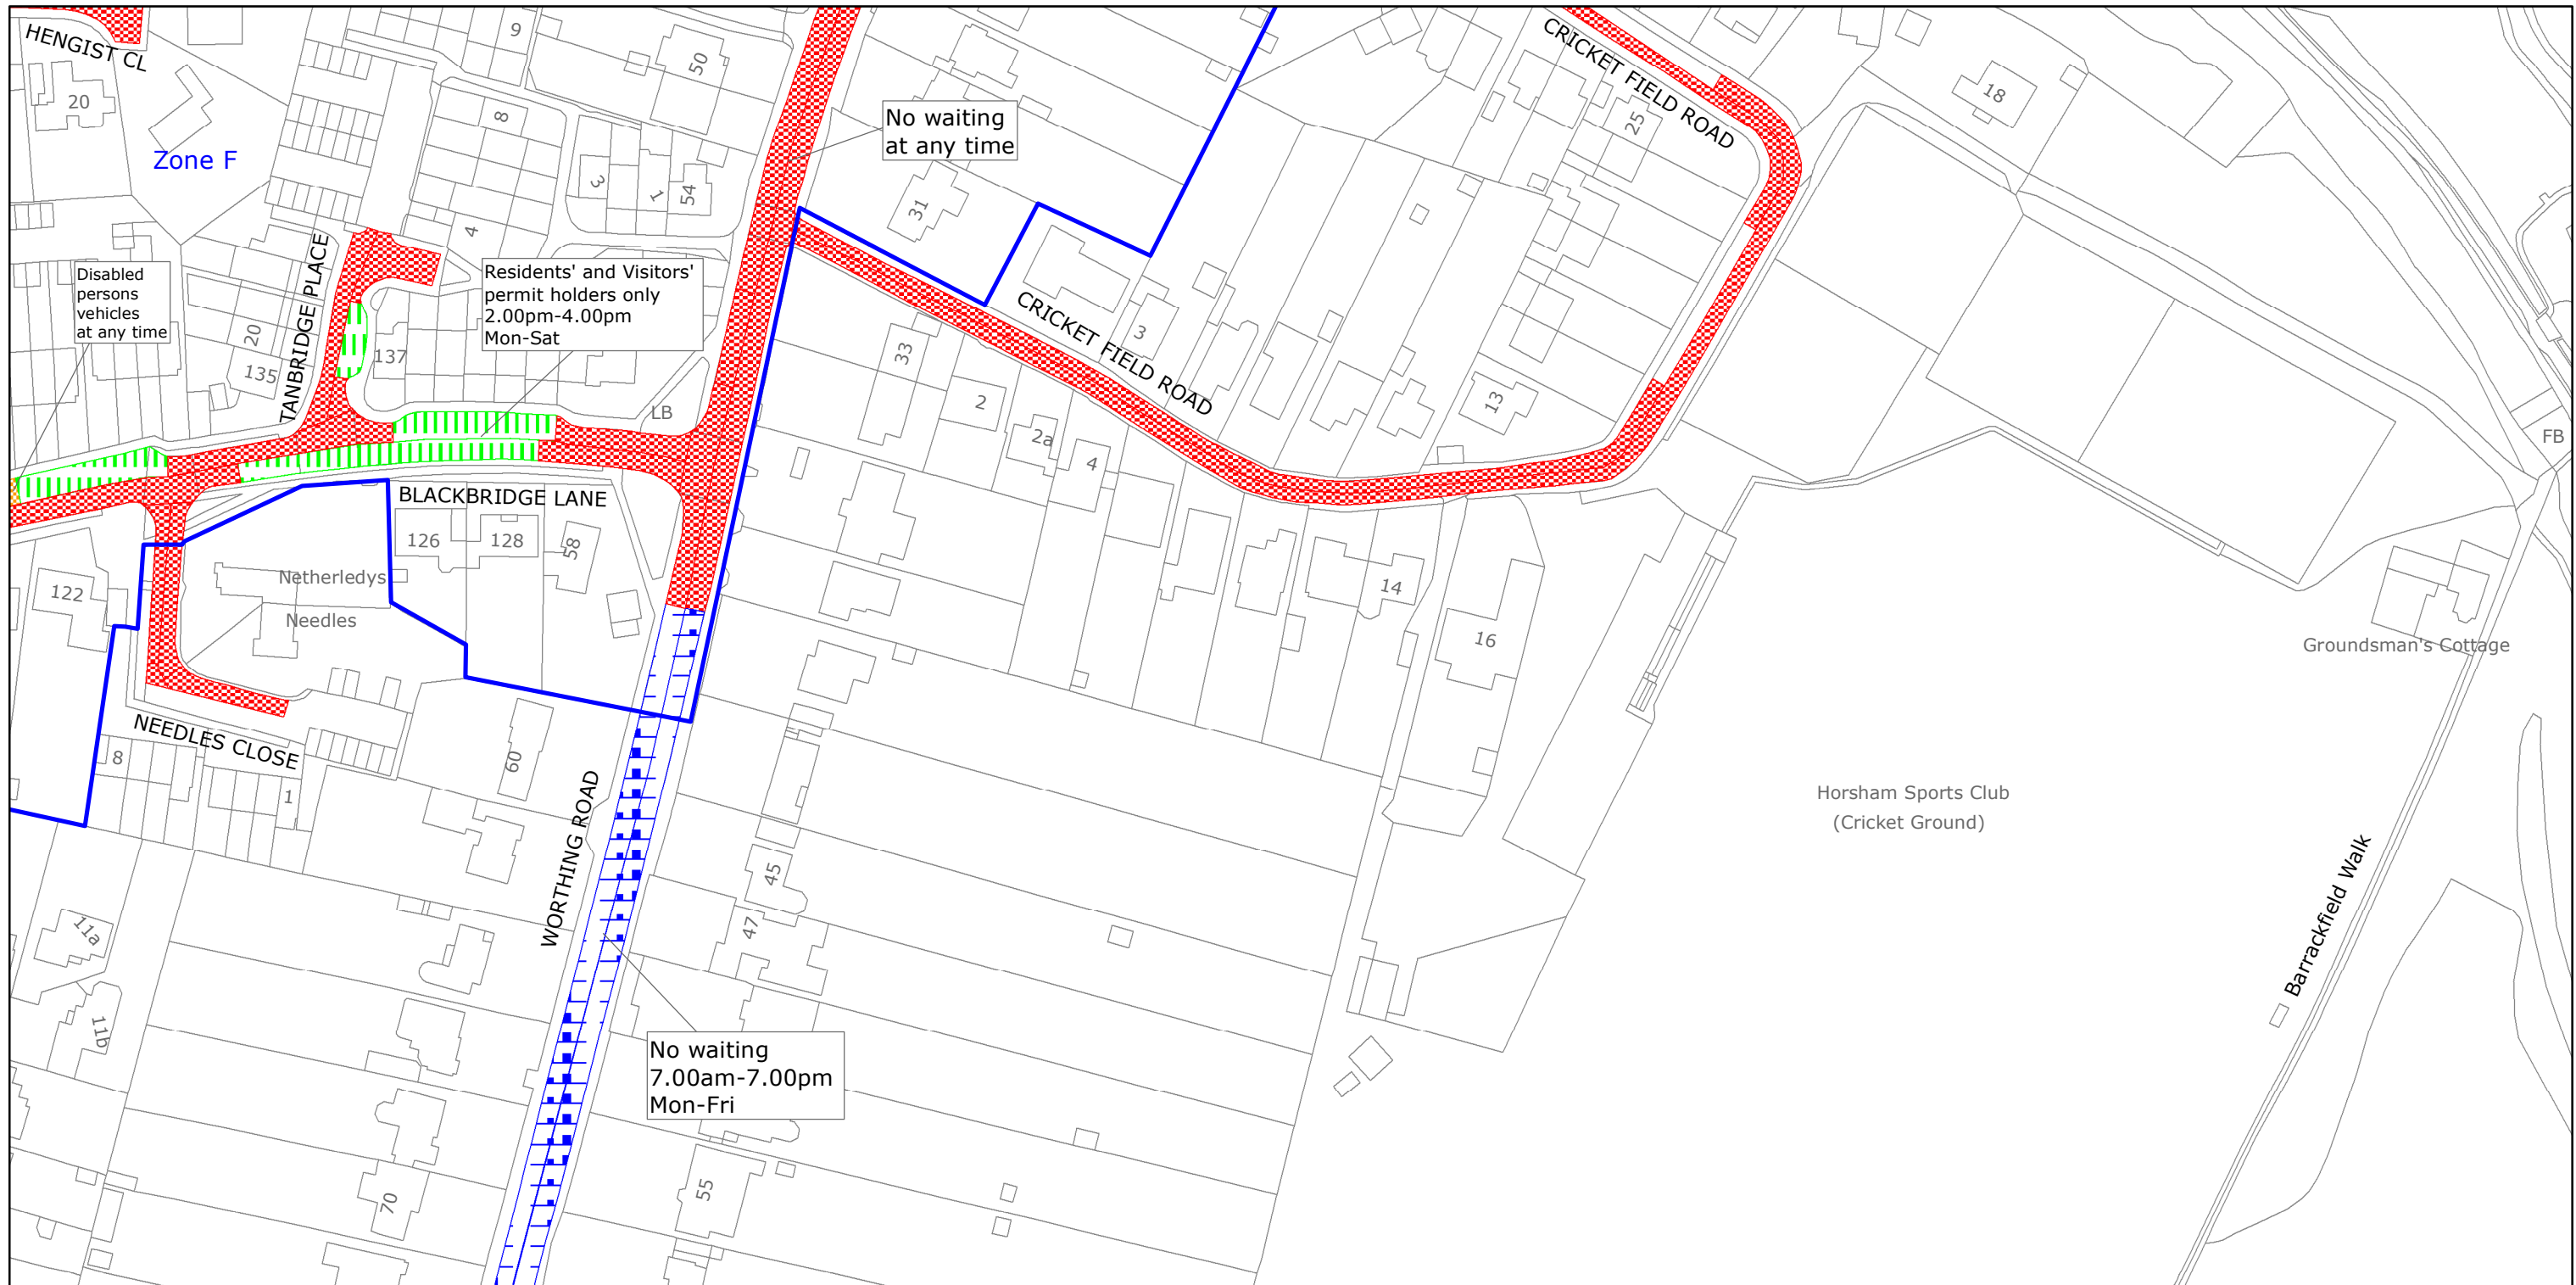 HENGIST CL
9
50
20
8
Zone F
3
1
54
4
No waiting
at any time
31
CRICKET FIELD ROAD
25
18
Disabled
persons
vehicles
at any time
TANBRIDGE PLACE
Residents' and Visitors'
permit holders only
2.00pm-4.00pm
Mon-Sat
20
135
137
LB
CRICKET FIELD ROAD
3
33
2
2a
4
13
FB
BLACKBRIDGE LANE
126
128
58
122
Netherledys
Needles
14
16
Groundsman's Cottage
NEEDLES CLOSE
8
1
60
WORTHING ROAD
Horsham Sports Club
(Cricket Ground)
45
47
11a
11b
Barrackfield Walk
No waiting
7.00am-7.00pm
Mon-Fri
70
55